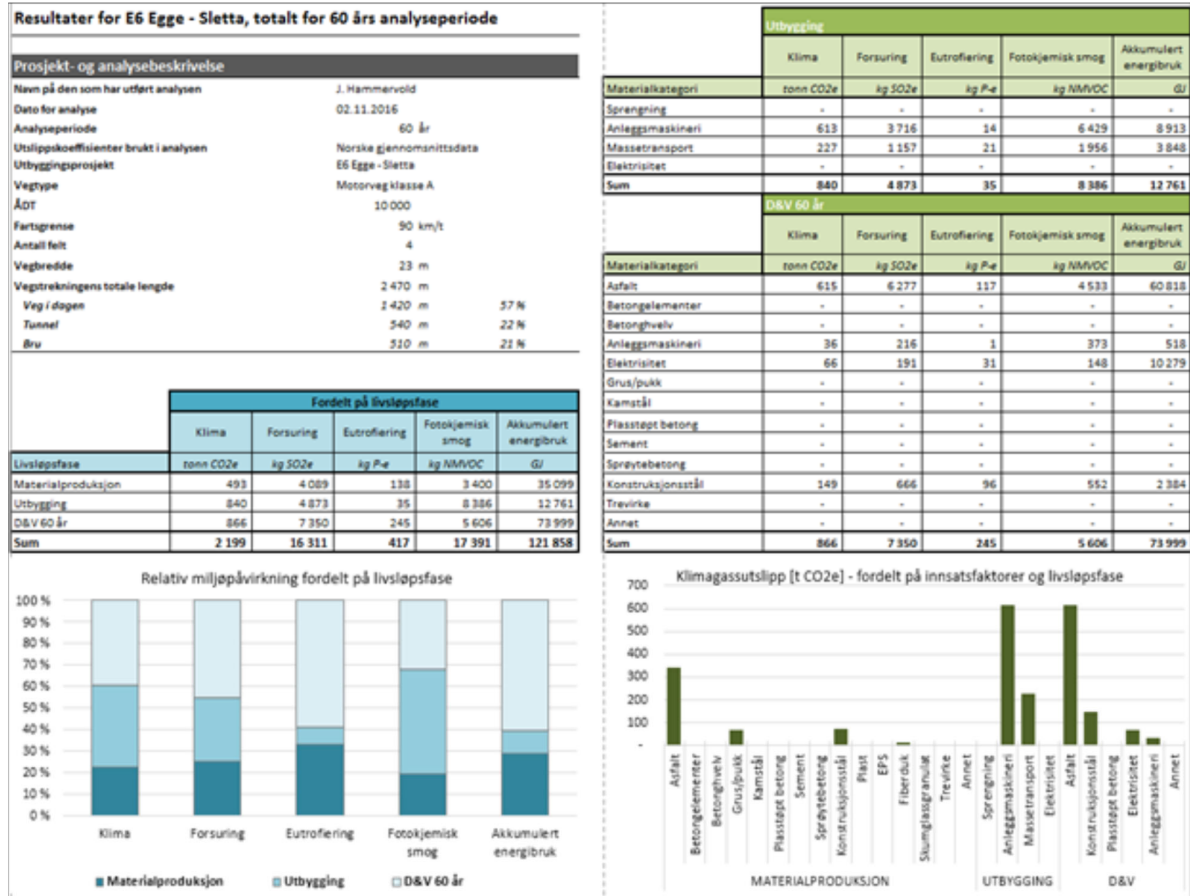 Resultater for E6 Egge - Sletta, totalt for 60 års analyseperiode
Prosjekt- og analysebeskrivelse
Navn på den som har utført analysen J. Hammervold
Dato for analyse 02.11.2016
Analyseperiode 60 år
Utslippskoeffisienter brukt i analysen Norske gjennomsnittsdata
Utbyggingsprosjekt E6 Egge - Sletta
Vegtype Motorveg klasse A
ÅDT 10 000
Fartsgrense 90 km/t
Antall felt 4
Vegbredde 23 m
Vegstrekningens totale lengde 2 470 m
Veg i dagen 1 420 m 57 %
Tunnel 540 m 22 %
Bru 510 m 21 %
Fordelt på livsløpsfase
Klima Forsuring Eutrofiering Fotokjemisk smog Akkumulert energibruk
Livsløpsfase tonn CO2e kg SO2e kg P-e kg NMVOC GJ
Materialproduksjon 493 4 089 138 3 400 35 099
Utbygging 840 4 873 35 8 386 12 761
D&V 60 år 866 7 350 245 5 606 73 999
Sum 2 199 16 311 417 17 391 121 858
Utbygging
Klima Forsuring Eutrofiering Fotokjemisk smog Akkumulert energibruk
Materialkategori tonn CO2e kg SO2e kg P-e kg NMVOC GJ
Sprengning - - - - -
Anleggsmaskineri 613 3 716 14 6 429 8 913
Massetransport 227 1 157 21 1 956 3 848
Elektrisitet - - - - -
Sum 840 4 873 35 8 386 12 761
D&V 60 år
Klima Forsuring Eutrofiering Fotokjemisk smog Akkumulert energibruk
Materialkategori tonn CO2e kg SO2e kg P-e kg NMVOC GJ
Asfalt 615 6 277 117 4 533 60 818
Betongelementer - - - - -
Betonghvelv - - - - -
Anleggsmaskineri 36 216 1 373 518
Elektrisitet 66 191 31 148 10 279
Grus/pukk - - - - -
Kamstål - - - - -
Plasstøpt betong - - - - -
Sement - - - - -
Sprøytebetong - - - - -
Konstruksjonsstål 149 666 96 552 2 384
Trevirke - - - - -
Annet - - - - -
Sum 866 7 350 245 5 606 73 999
Relativ miljøpåvirkning fordelt på livsløpsfase
100 %
90 %
80 %
70 %
60 %
50 %
40 %
30 %
20 %
10 %
0 %
Klima Forsuring Eutrofiering Fotokjemisk smog Akkumulert energibruk
Materialproduksjon Utbygging D&V 60 år
Klimagassutslipp [t CO2e] - fordelt på innsatsfaktorer og livsløpsfase
700
600
500
400
300
200
100
-
Asfalt
Betongelementer
Betonghvelv
Grus/pukk
Kamstål
Plasstøpt betong
Sement
Sprøytebetong
Konstruksjonsstål
Plast
EPS
Fiberduk
Skumglassgranulat
Trevirke
Annet
Sprengning
Anleggsmaskineri
Massetransport
Elektrisitet
Asfalt
Konstruksjonsstål
Plasstøpt betong
Elektrisitet
Anleggsmaskineri
Annet
MATERIALPRODUKSJON UTBYGGING D&V